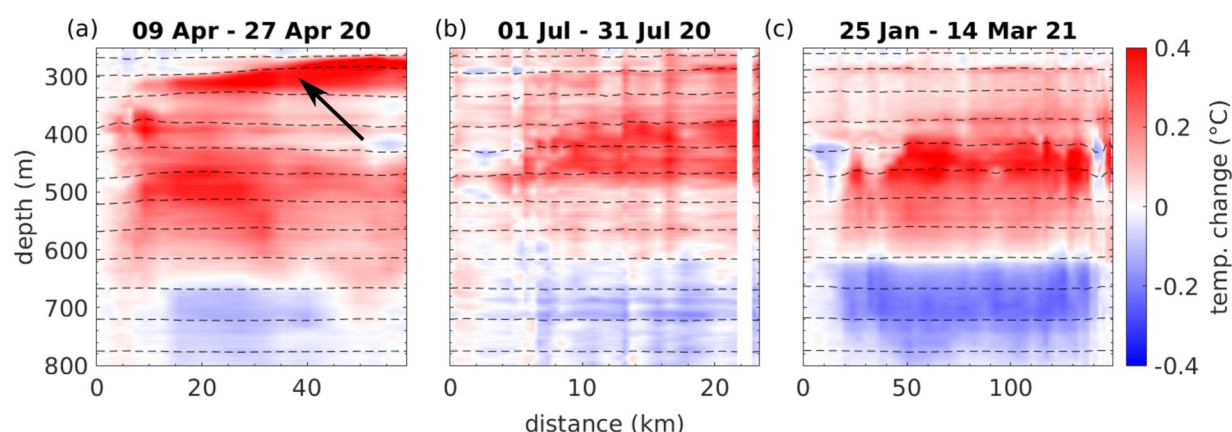 (a) 09 Apr - 27 Apr 20
(b) 01 Jul - 31 Jul 20
(c) 25 Jan - 14 Mar 21
depth (m)
300
400
500
600
700
800
0 20 40
0 10 20
0 50 100
distance (km)
0.4
0.2
0
-0.2
-0.4
temp. change (°C)